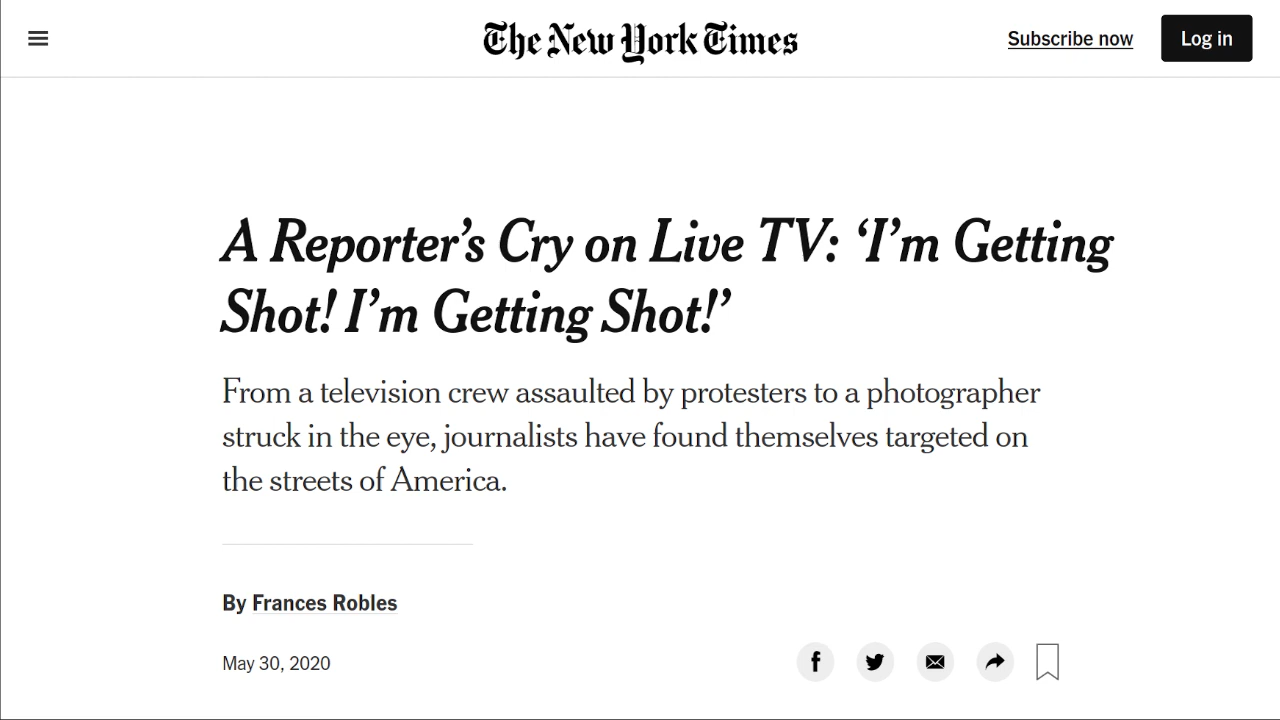 The New York Times
Subscribe now
Log in
A Reporter’s Cry on Live TV: ‘I’m Getting
Shot! I’m Getting Shot!’
From a television crew assaulted by protesters to a photographer
struck in the eye, journalists have found themselves targeted on
the streets of America.
By Frances Robles
May 30, 2020